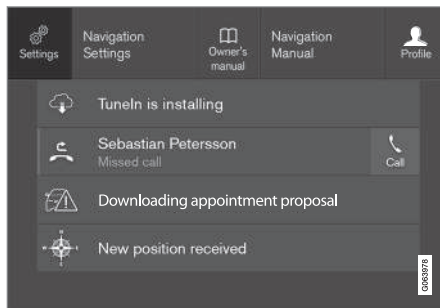 Settings
Navigation
Settings
Owner's
manual
Navigation
Manual
Profile
TuneIn is installing
Sebastian Petersson
Missed call
Call
Downloading appointment proposal
New position received
G063978